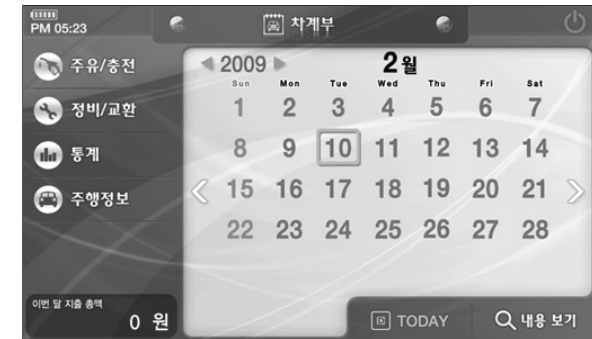 PM 05:23
차계부
주유/충전
정비/교환
통계
주행정보
이번 달 지출 총액
0 원
2009 2월
Sun Mon Tue Wed Thu Fri Sat
1 2 3 4 5 6 7
8 9 10 11 12 13 14
15 16 17 18 19 20 21
22 23 24 25 26 27 28
TODAY 내용 보기